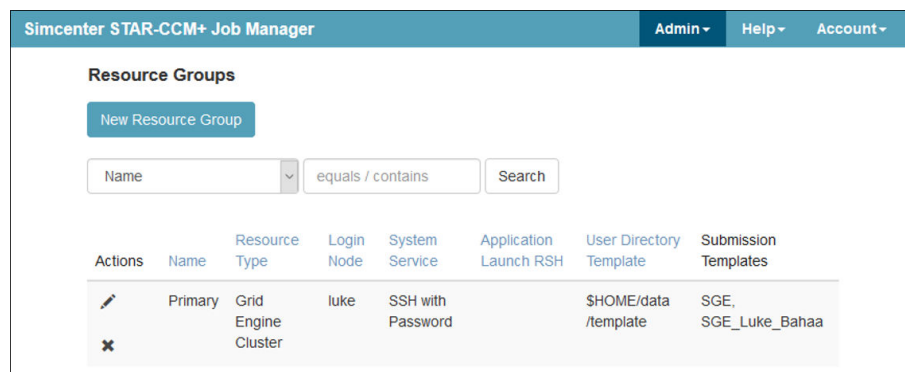 Simcenter STAR-CCM+ Job Manager Admin Help Account
Resource Groups
New Resource Group
Name equals / contains Search
Resource Login System Application User Directory Submission
Actions Name Type Node Service Launch RSH Template Templates
Primary Grid luke SSH with $HOME/data SGE,
Engine Password /template SGE_Luke_Bahaa
Cluster